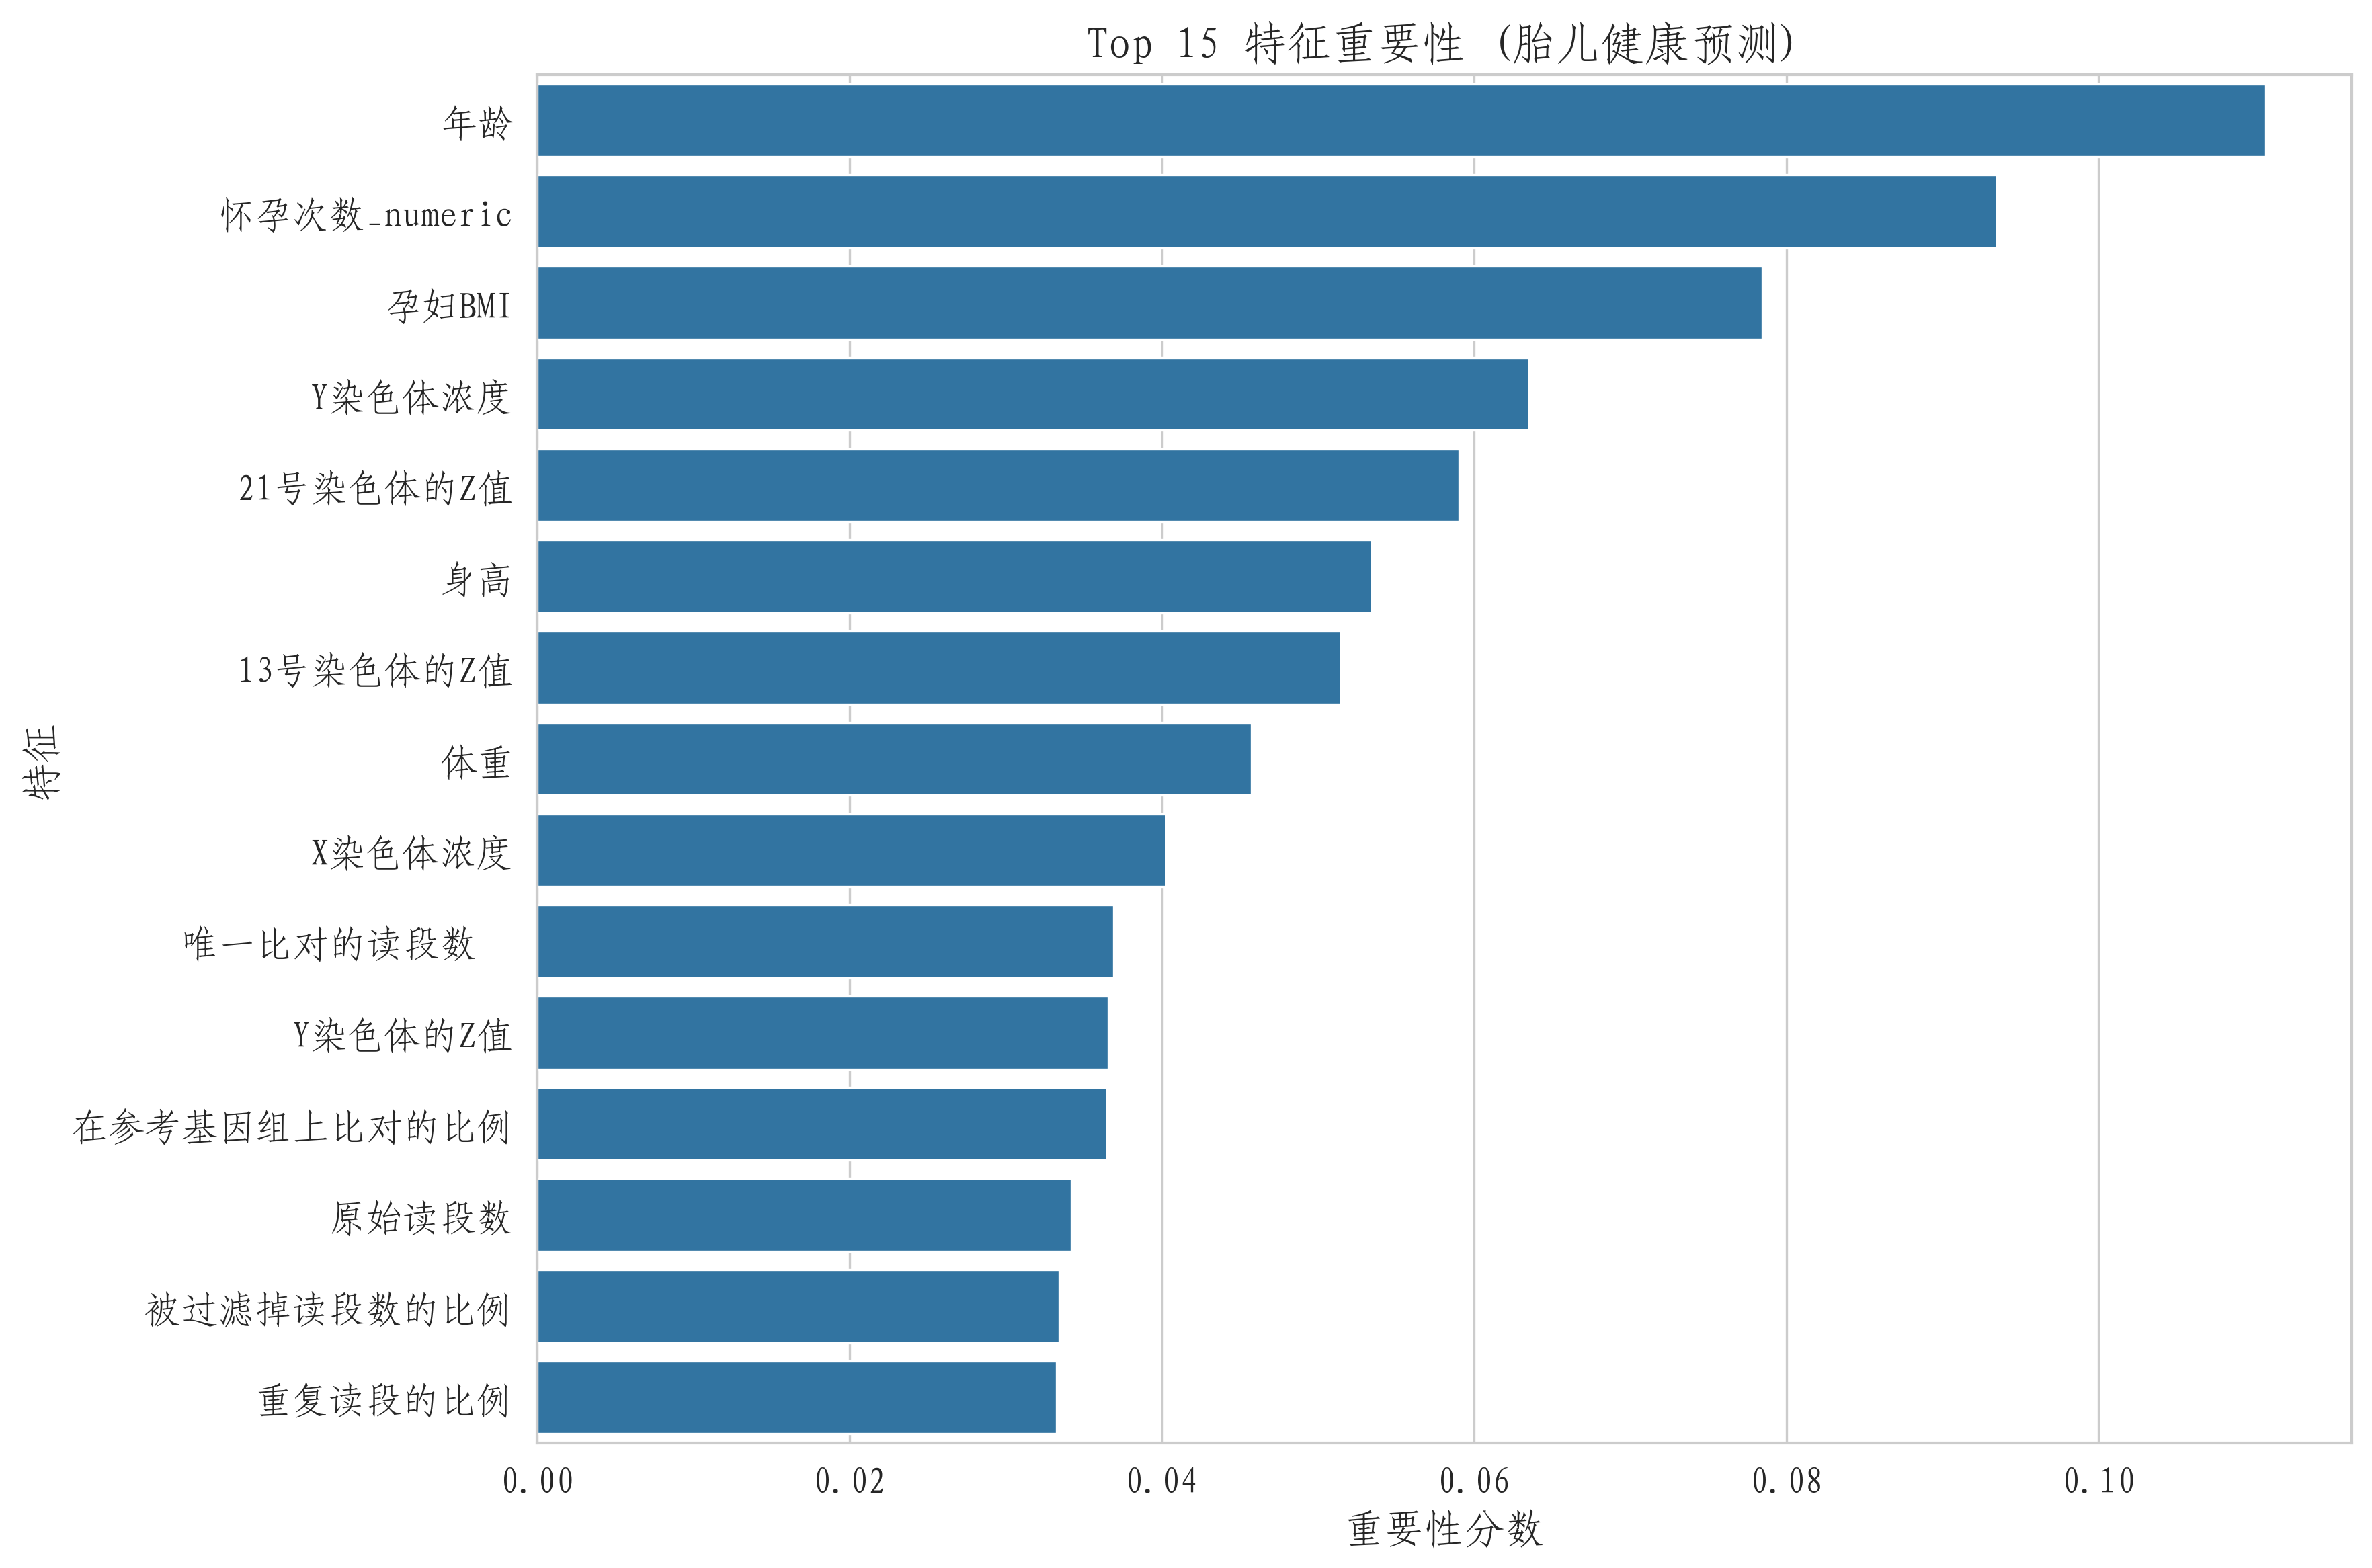 Top 15 特征重要性 (胎儿健康预测)
年龄
怀孕次数_numeric
孕妇BMI
Y染色体浓度
21号染色体的Z值
身高
13号染色体的Z值
体重
X染色体浓度
唯一比对的读段数
Y染色体的Z值
在参考基因组上比对的比例
原始读段数
被过滤掉读段数的比例
重复读段的比例
特征
0.00 0.02 0.04 0.06 0.08 0.10
重要性分数